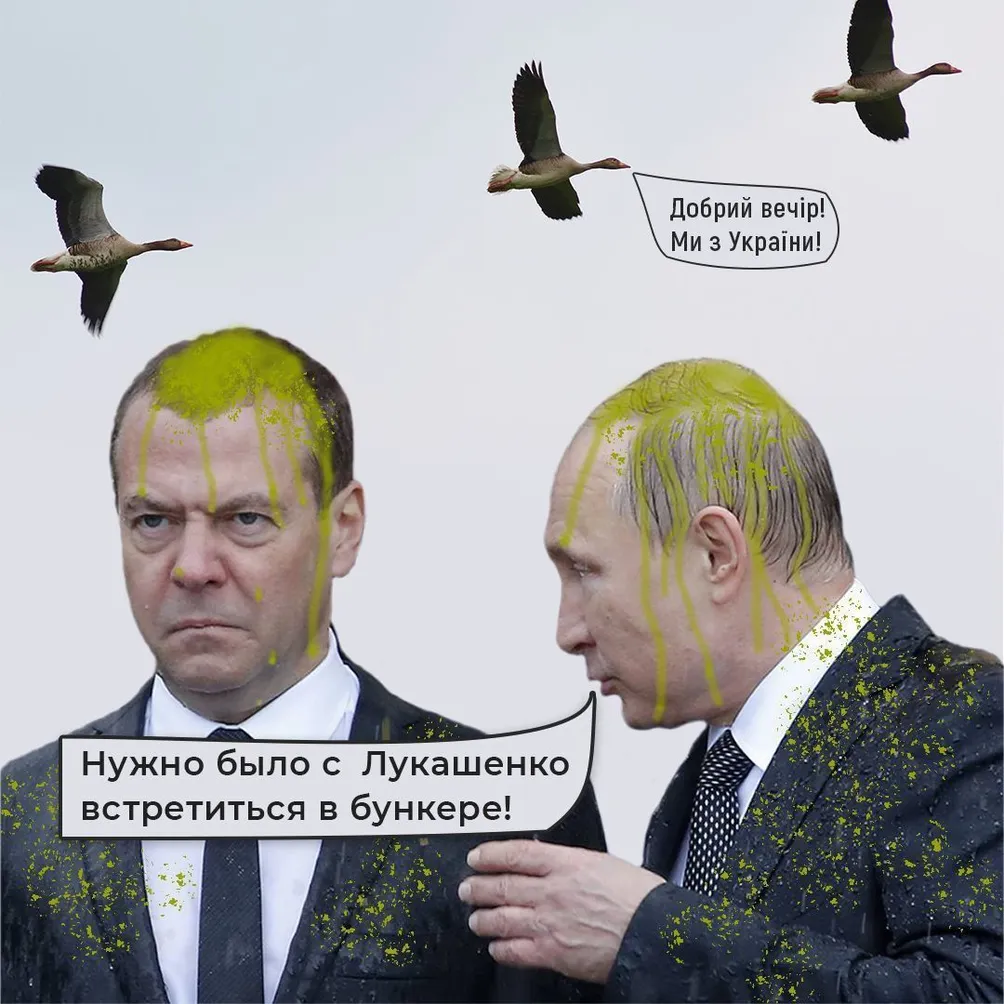 Добрий вечір!
Ми з України!
Нужно было с Лукашенко
встретиться в бункере!